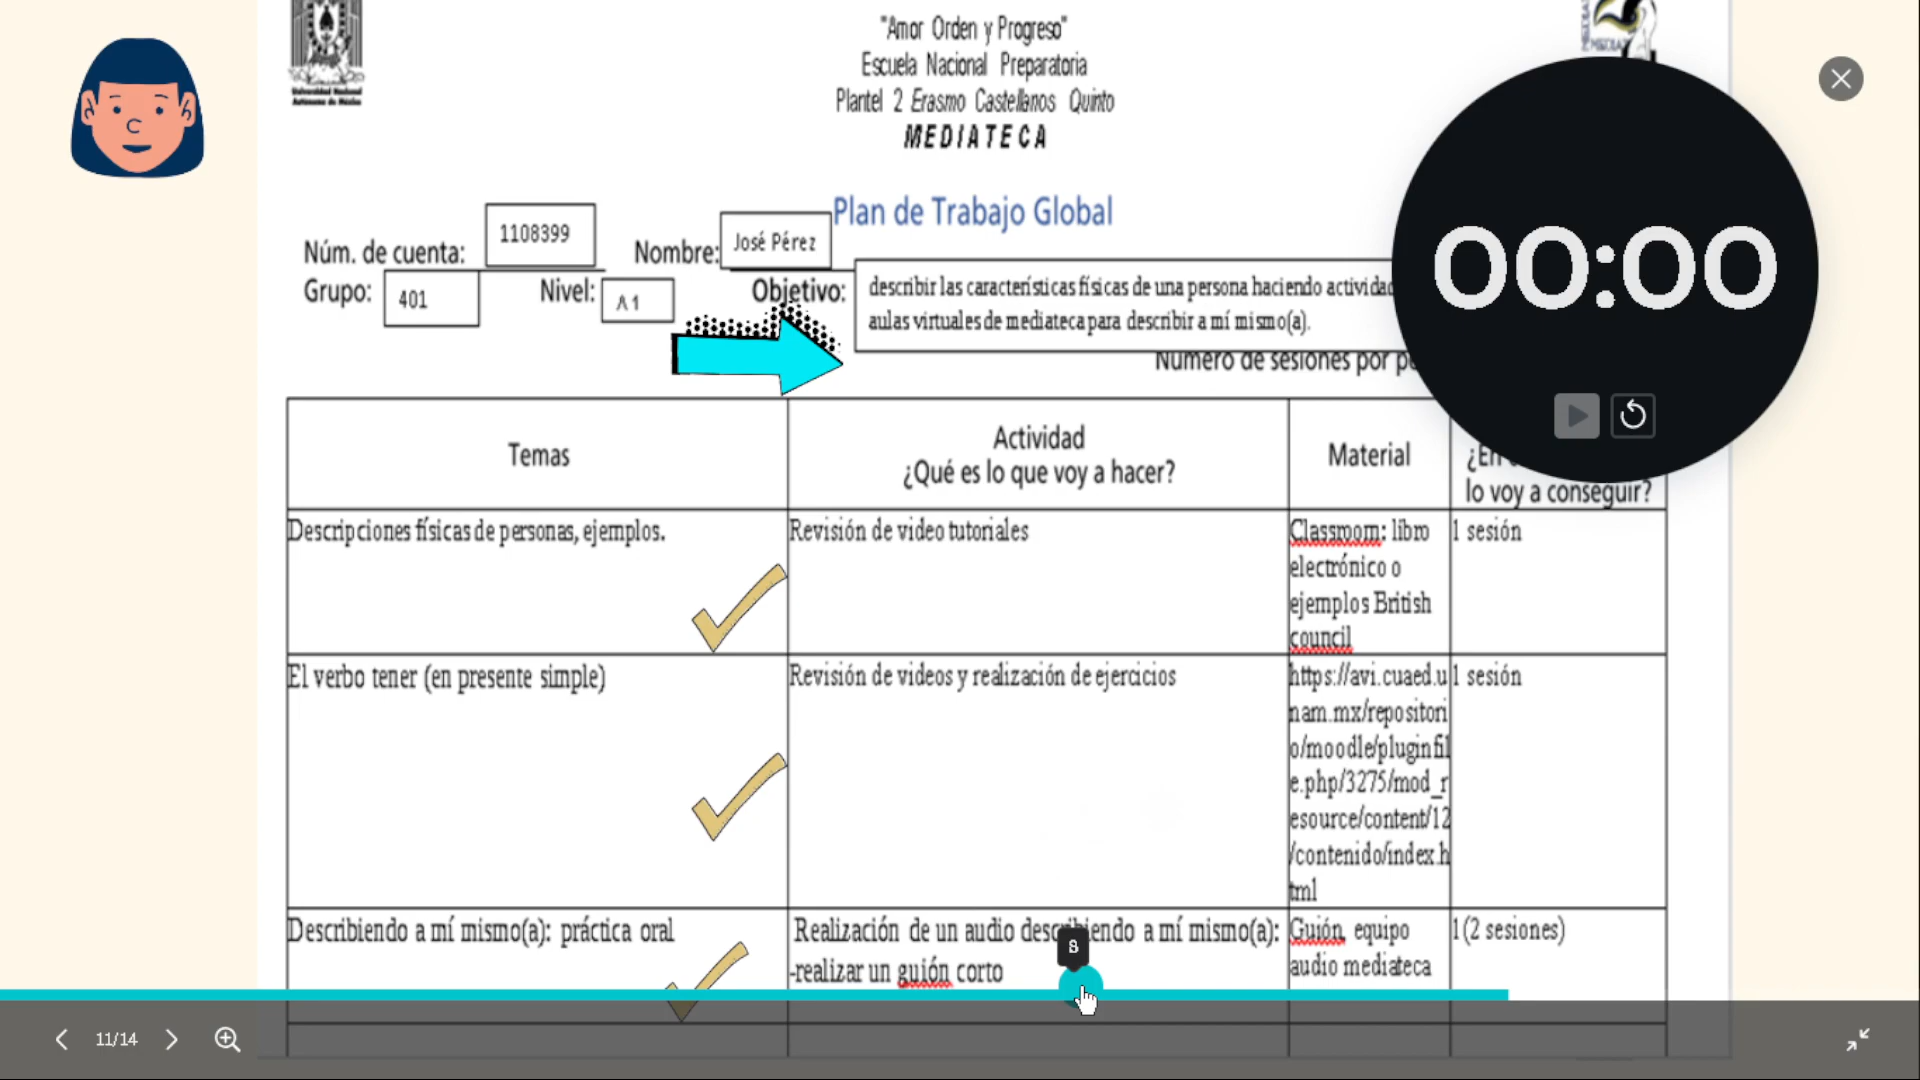 "Amor Orden y Progreso"
Escuela Nacional Preparatoria
Plantel 2 Erasmo Castellanos Quinto
MEDIATECA
Universidad Nacional
Autónoma de México
Plan de Trabajo Global
Núm. de cuenta: 1108399 Nombre: José Pérez
Grupo: 401 Nivel: A1 Objetivo: describir las características físicas de una persona haciendo
aulas virtuales de mediateca para describir a mí mismo(a).
Número de sesiones por
00:00
Temas
Actividad
¿Qué es lo que voy a hacer?
Material
lo voy a conseguir?
Descripciones físicas de personas, ejemplos.
Revisión de video tutoriales
Classroom: libro
electrónico o
ejemplos British
council
1 sesión
El verbo tener (en presente simple)
Revisión de videos y realización de ejercicios
https://avi.cuaed.u
nam.mx/repositori
o/moodle/pluginfil
e.php/3275/mod_r
esource/content/12
/contenido/index.h
tml
1 sesión
Describiendo a mí mismo(a): práctica oral
Realización de un audio describiendo a mí mismo(a):
-realizar un guión corto
Guión, equipo
audio mediateca
1(2 sesiones)
8
11/14